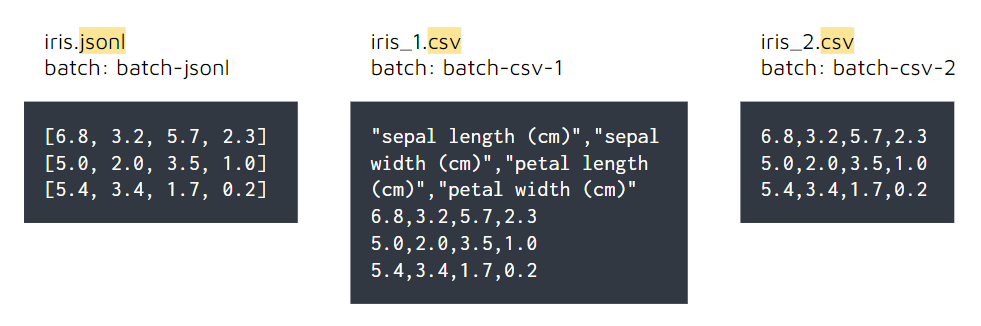 iris.jsonl
batch: batch-jsonl
[6.8, 3.2, 5.7, 2.3]
[5.0, 2.0, 3.5, 1.0]
[5.4, 3.4, 1.7, 0.2]
iris_1.csv
batch: batch-csv-1
"sepal length (cm)","sepal
width (cm)","petal length
(cm)","petal width (cm)"
6.8,3.2,5.7,2.3
5.0,2.0,3.5,1.0
5.4,3.4,1.7,0.2
iris_2.csv
batch: batch-csv-2
6.8,3.2,5.7,2.3
5.0,2.0,3.5,1.0
5.4,3.4,1.7,0.2